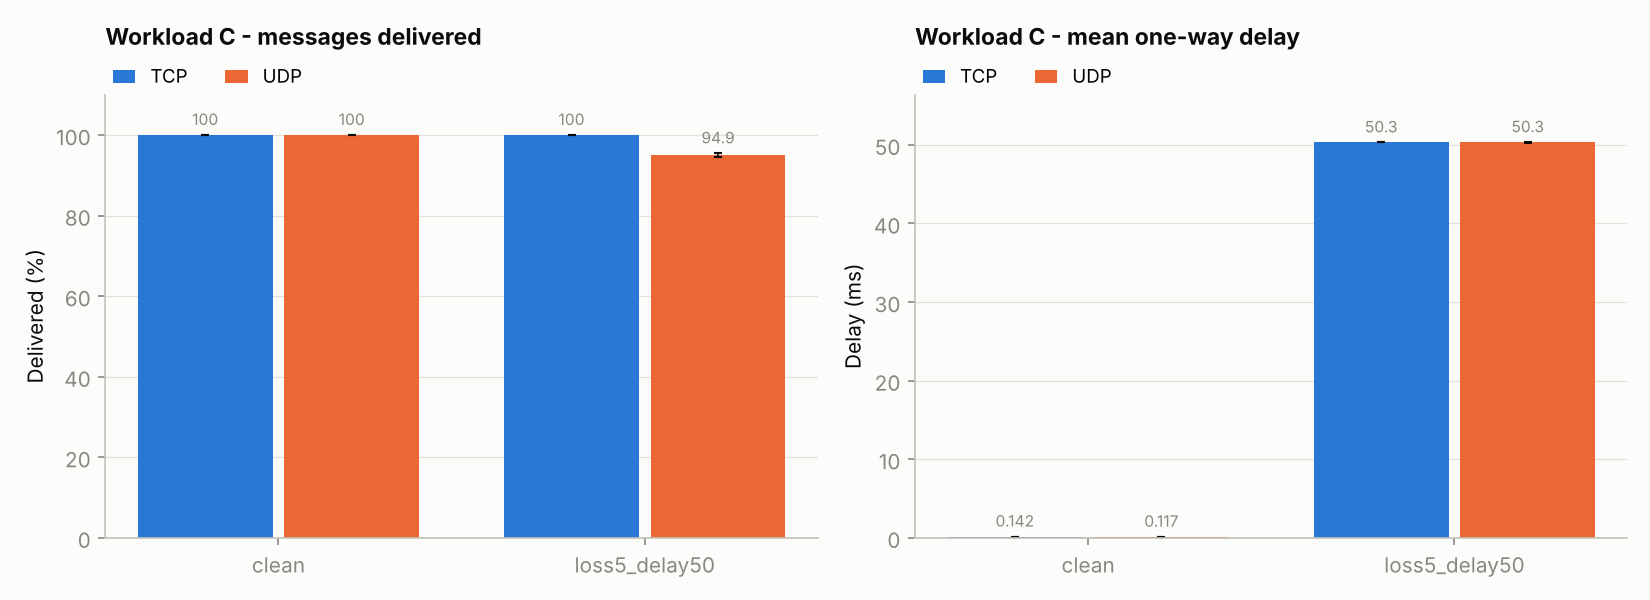 Workload C - messages delivered
TCP
UDP
100
100
100
94.9
100
80
60
40
20
0
Delivered (%)
clean
loss5_delay50
Workload C - mean one-way delay
TCP
UDP
50.3
50.3
0.142
0.117
50
40
30
20
10
0
Delay (ms)
clean
loss5_delay50